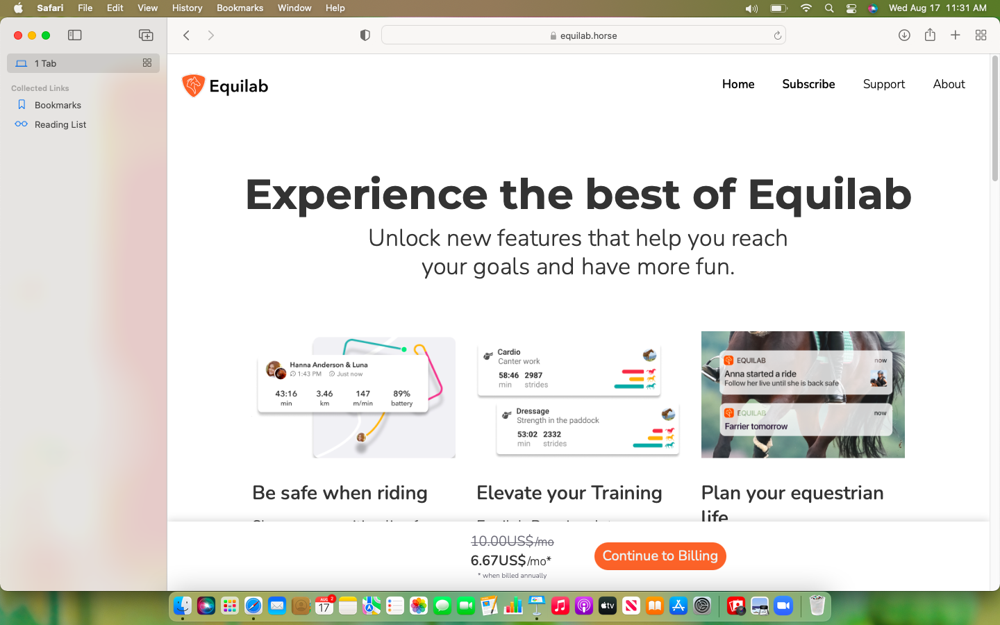 Safari File Edit View History Bookmarks Window Help
Wed Aug 17 11:31 AM
1 Tab
Collected Links
Bookmarks
Reading List
equilab.horse
Equilab
Home Subscribe Support About
Experience the best of Equilab
Unlock new features that help you reach
your goals and have more fun.
Hanna Anderson & Luna
1:43 PM Just now
43:16 3.46 147 89%
min km m/min battery
Cardio
Canter work
58:46 2987
min strides
Dressage
Strength in the paddock
53:02 2332
min strides
EQUILAB now
Anna started a ride
Follow her live until she is back safe
EQUILAB now
Farrier tomorrow
Be safe when riding
Elevate your Training
Plan your equestrian
life
10.00US$/mo
6.67US$/mo*
* when billed annually
Continue to Billing
AUG 2
17
tv